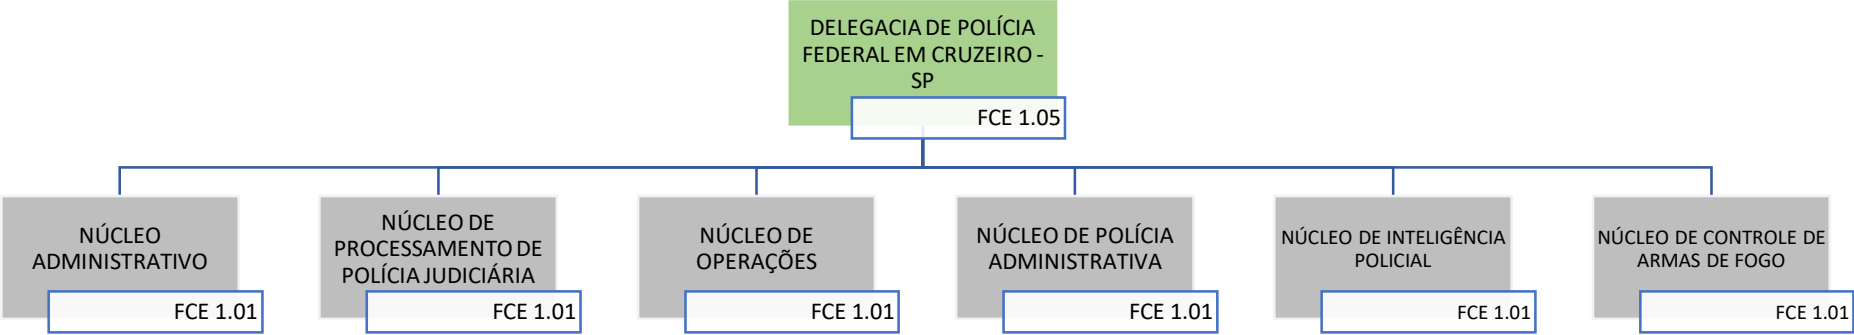 DELEGACIA DE POLÍCIA
FEDERAL EM CRUZEIRO -
SP
FCE 1.05
NÚCLEO
ADMINISTRATIVO
FCE 1.01
NÚCLEO DE
PROCESSAMENTO DE
POLÍCIA JUDICIÁRIA
FCE 1.01
NÚCLEO DE
OPERAÇÕES
FCE 1.01
NÚCLEO DE POLÍCIA
ADMINISTRATIVA
FCE 1.01
NÚCLEO DE INTELIGÊNCIA
POLICIAL
FCE 1.01
NÚCLEO DE CONTROLE DE
ARMAS DE FOGO
FCE 1.01